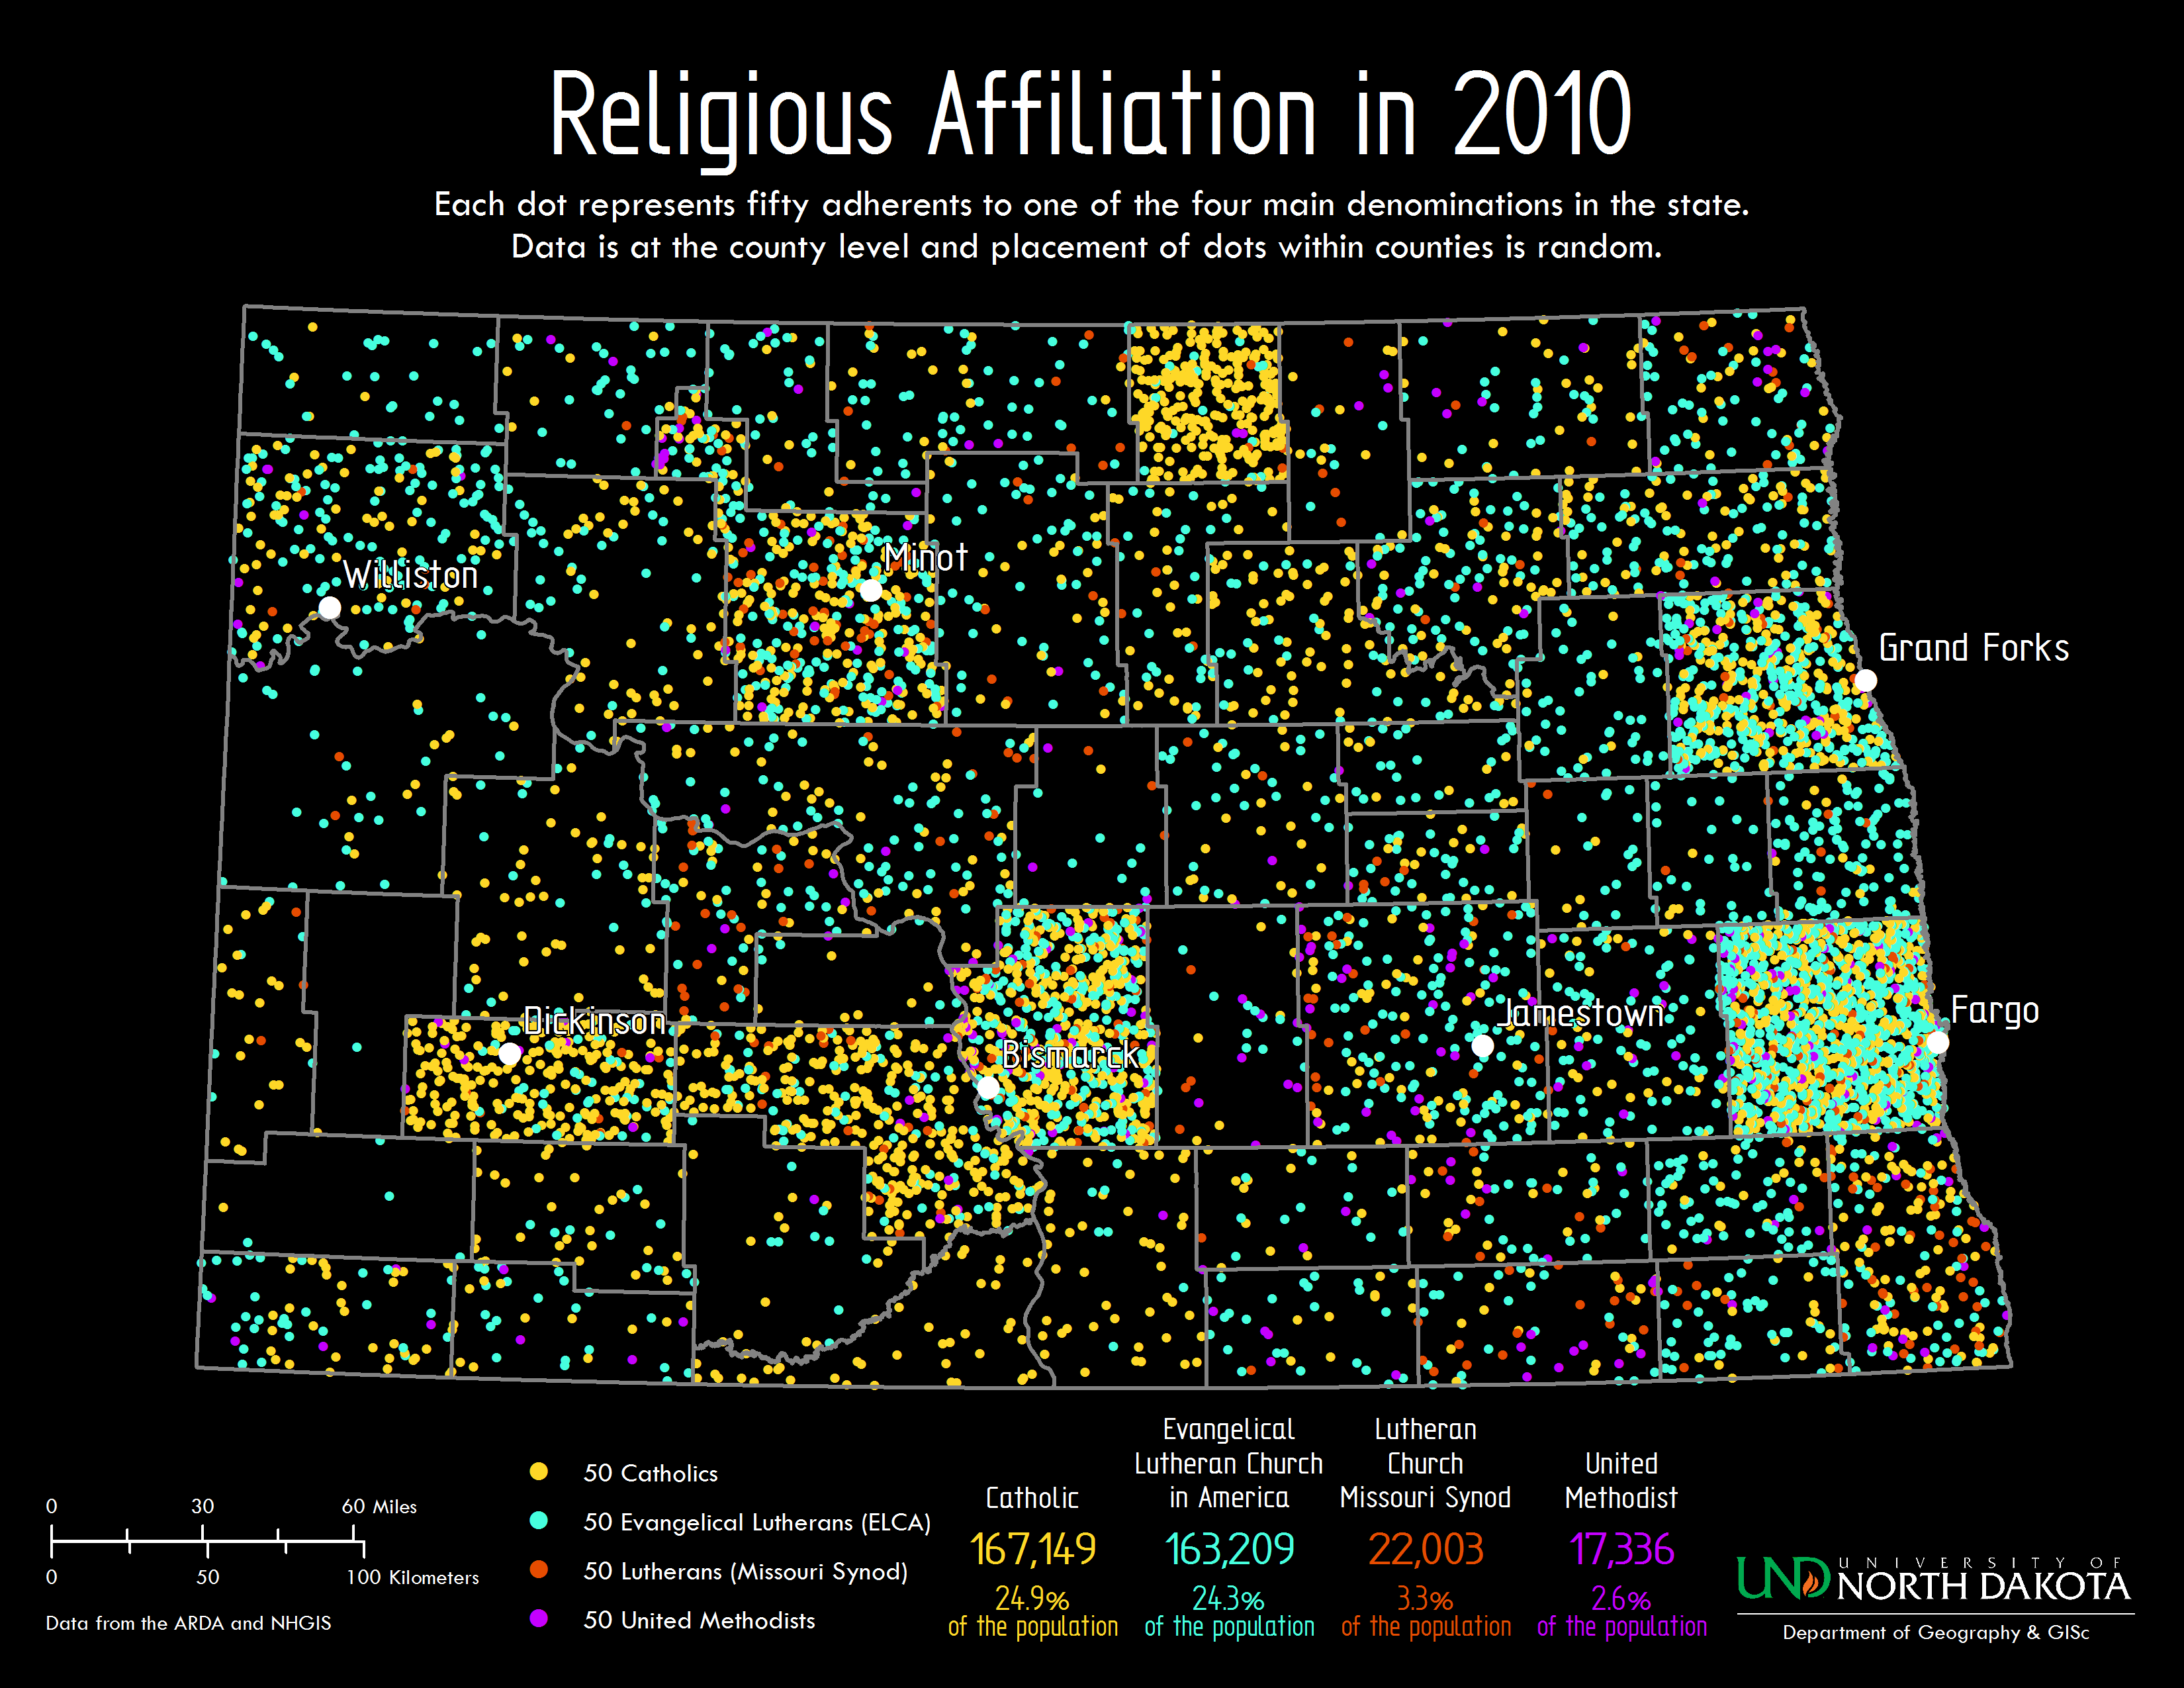 Religious Affiliation in 2010
Each dot represents fifty adherents to one of the four main denominations in the state.
Data is at the county level and placement of dots within counties is random.
Minot
Williston
Grand Forks
Fargo
Jamestown
Dickinson
Bismarck
0 30 60 Miles
0 50 100 Kilometers
Data from the ARDA and NHGIS
50 Catholics
50 Evangelical Lutherans (ELCA)
50 Lutherans (Missouri Synod)
50 United Methodists
Catholic
167,149
24.9%
of the population
Evangelical
Lutheran Church
in America
163,209
24.3%
of the population
Lutheran
Church
Missouri Synod
22,003
3.3%
of the population
United
Methodist
17,336
2.6%
of the population
UND
UNIVERSITY OF
NORTH DAKOTA
Department of Geography & GISc